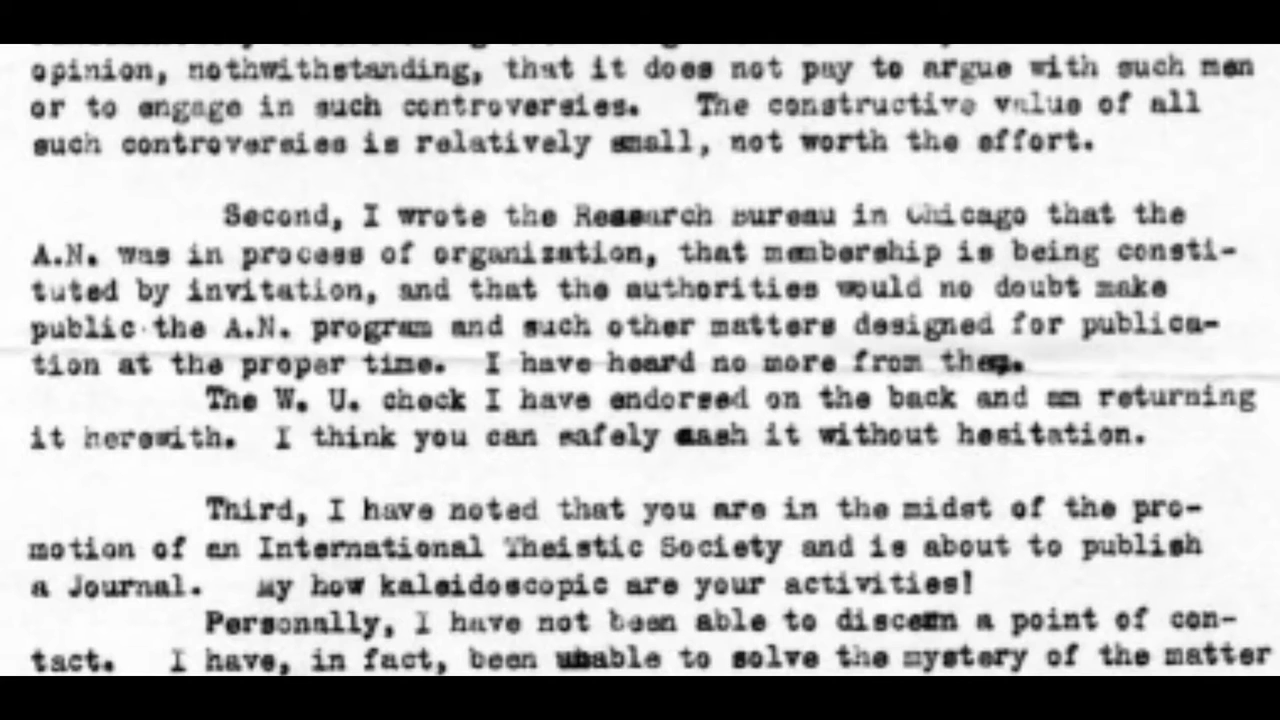 opinion, nothwithstanding, that it does not pay to argue with such men
or to engage in such controversies. The constructive value of all
such controversies is relatively small, not worth the effort.
Second, I wrote the Research Bureau in Chicago that the
A.N. was in process of organization, that membership is being consti-
tuted by invitation, and that the authorities would no doubt make
public the A.N. program and such other matters designed for publica-
tion at the proper time. I have heard no more from them.
The W. U. check I have endorsed on the back and am returning
it herewith. I think you can safely cash it without hesitation.
Third, I have noted that you are in the midst of the pro-
motion of an International Theistic Society and is about to publish
a Journal. My how kaleidoscopic are your activities!
Personally, I have not been able to discern a point of con-
tact. I have, in fact, been unable to solve the mystery of the matter